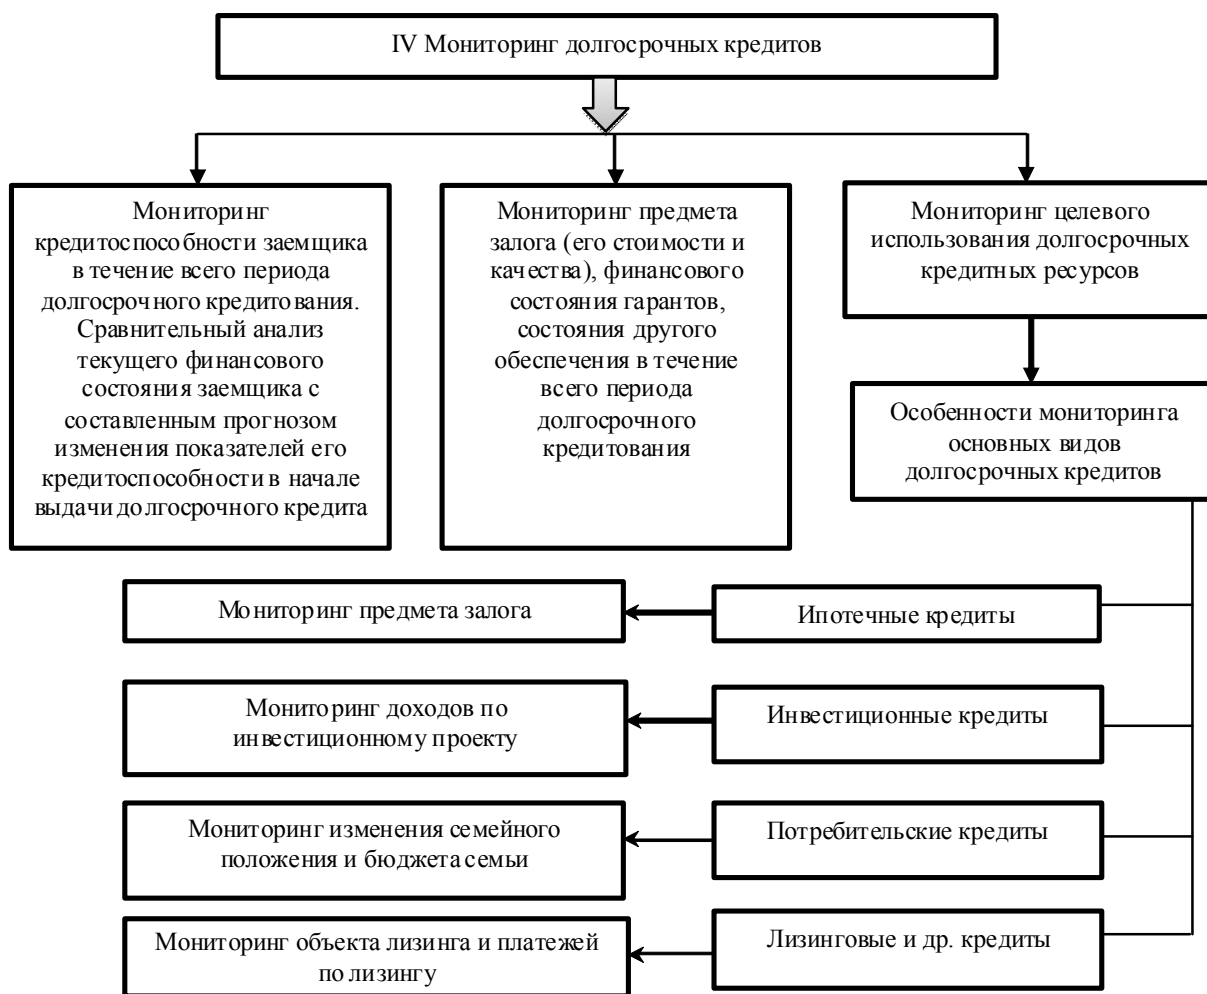 IV Мониторинг долгосрочных кредитов
Мониторинг
кредитоспособности заемщика
в течение всего периода
долгосрочного кредитования.
Сравнительный анализ
текущего финансового
состояния заемщика с
составленным прогнозом
изменения показателей его
кредитоспособности в начале
выдачи долгосрочного кредита
Мониторинг предмета
залога (его стоимости и
качества), финансового
состояния гарантов,
состояния другого
обеспечения в течение
всего периода
долгосрочного
кредитования
Мониторинг целевого
использования долгосрочных
кредитных ресурсов
Особенности мониторинга
основных видов
долгосрочных кредитов
Мониторинг предмета залога
Ипотечные кредиты
Мониторинг доходов по
инвестиционному проекту
Инвестиционные кредиты
Мониторинг изменения семейного
положения и бюджета семьи
Потребительские кредиты
Мониторинг объекта лизинга и платежей
по лизингу
Лизинговые и др. кредиты